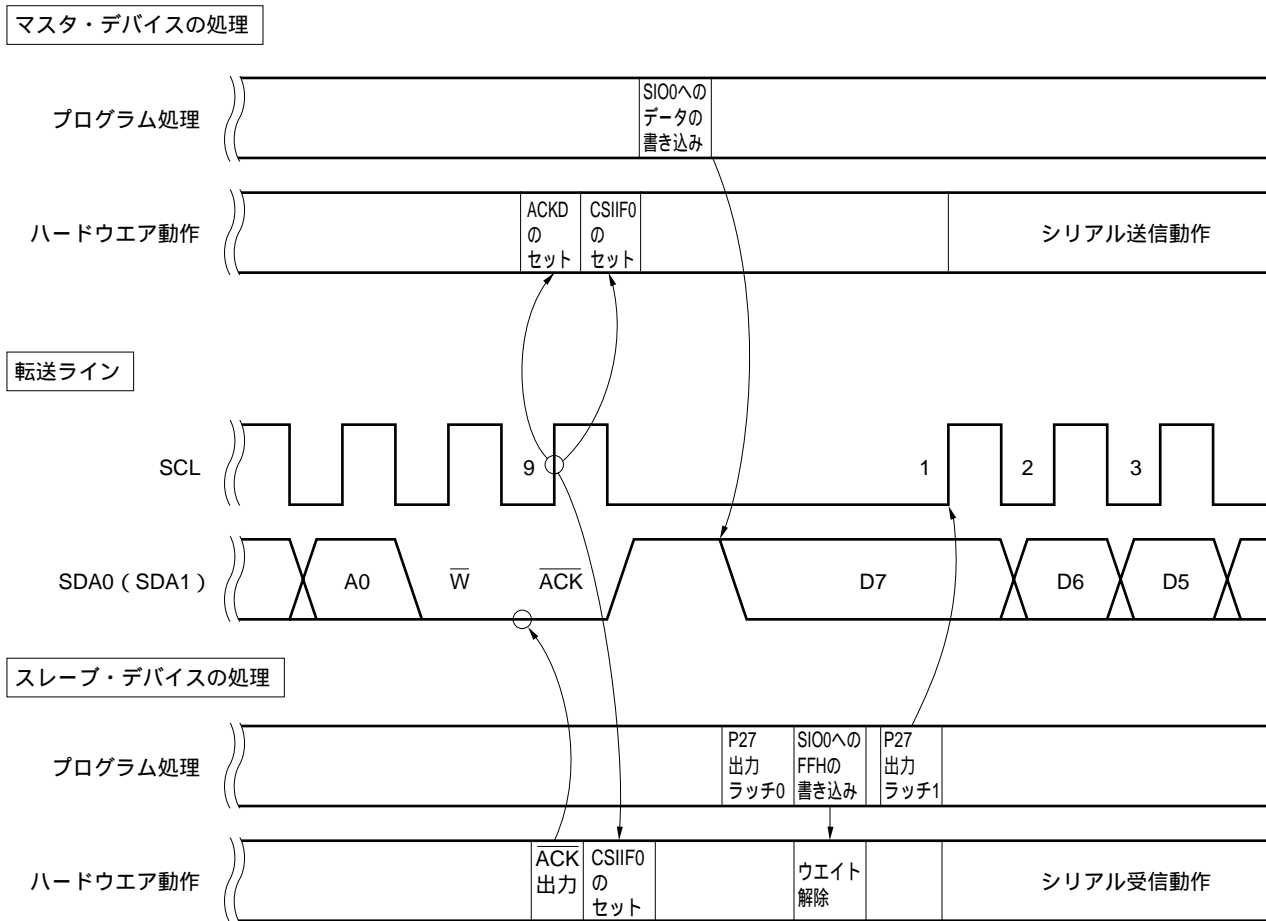 マスタ・デバイスの処理
プログラム処理
SIO0への
データの
書き込み
ハードウエア動作
ACKD
の
セット
CSIIF0
の
セット
シリアル送信動作
転送ライン
SCL
9
1
2
3
SDA0（SDA1）
A0
W̅
A̅C̅K̅
D7
D6
D5
スレーブ・デバイスの処理
プログラム処理
P27
出力
ラッチ0
SIO0への
FFHの
書き込み
P27
出力
ラッチ1
ハードウエア動作
A̅C̅K̅
出力
CSIIF0
の
セット
ウエイト
解除
シリアル受信動作